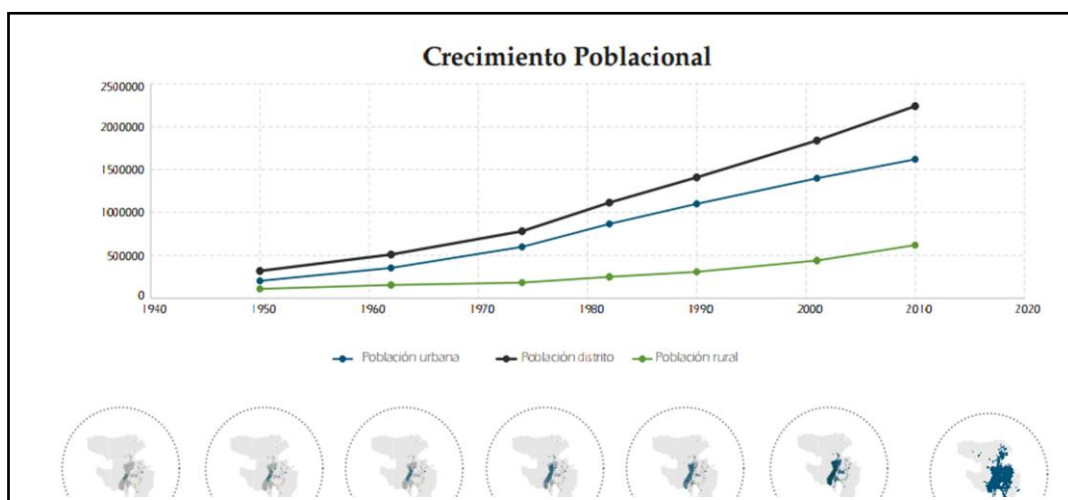 Crecimiento Poblacional
2500000
2000000
1500000
1000000
500000
0
1940 1950 1960 1970 1980 1990 2000 2010 2020
Población urbana Población distrito Población rural